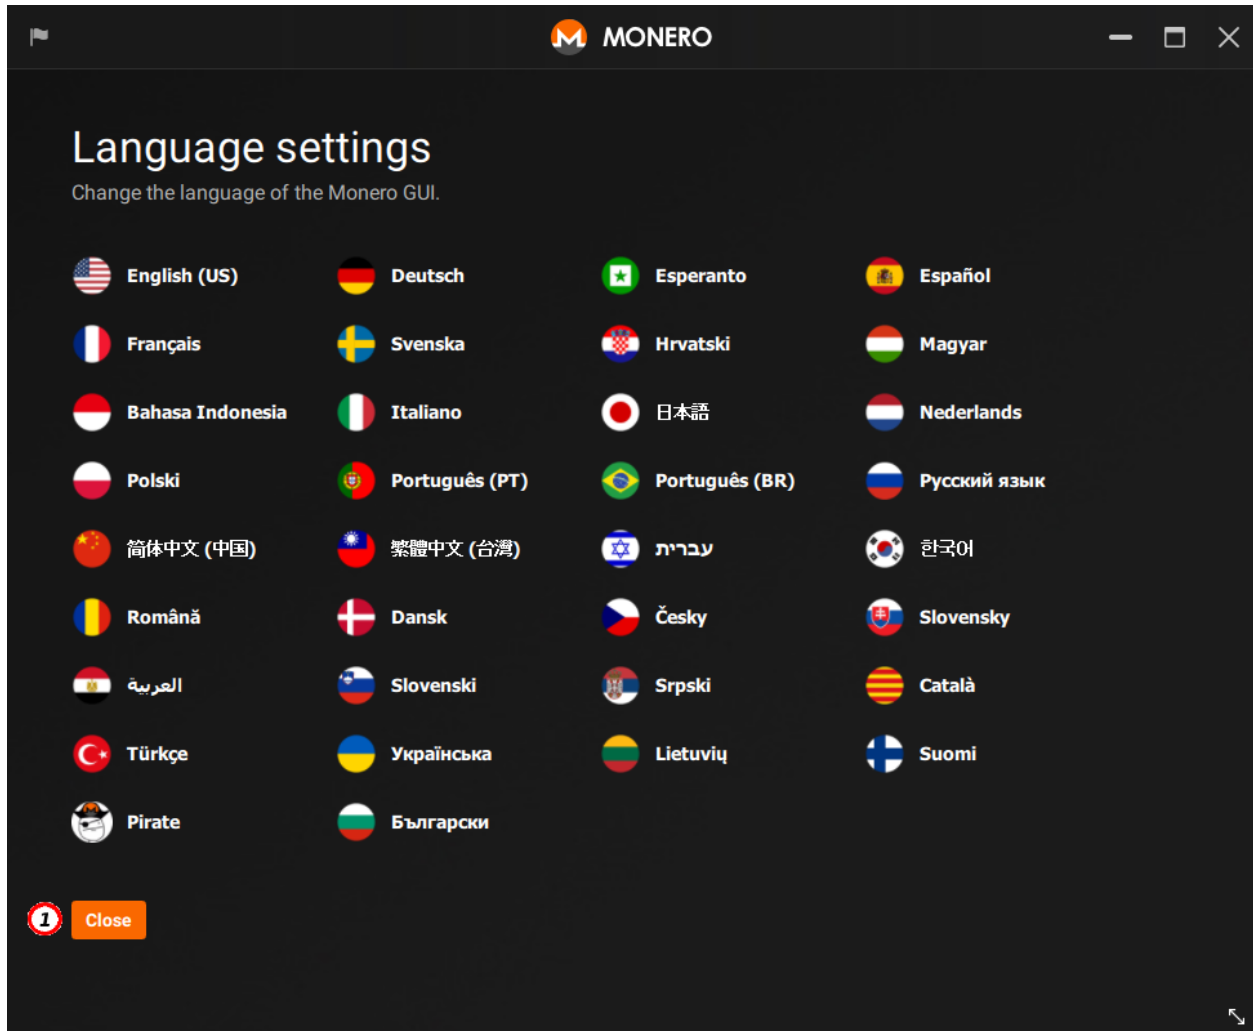 MONERO
Language settings
Change the language of the Monero GUI.
English (US)
Deutsch
Esperanto
Español
Français
Svenska
Hrvatski
Magyar
Bahasa Indonesia
Italiano
日本語
Nederlands
Polski
Português (PT)
Português (BR)
Русский язык
简体中文 (中国)
繁體中文 (台灣)
עברית
한국어
Română
Dansk
Česky
Slovensky
العربية
Slovenski
Srpski
Català
Türkçe
Українська
Lietuvių
Suomi
Pirate
Български
1
Close